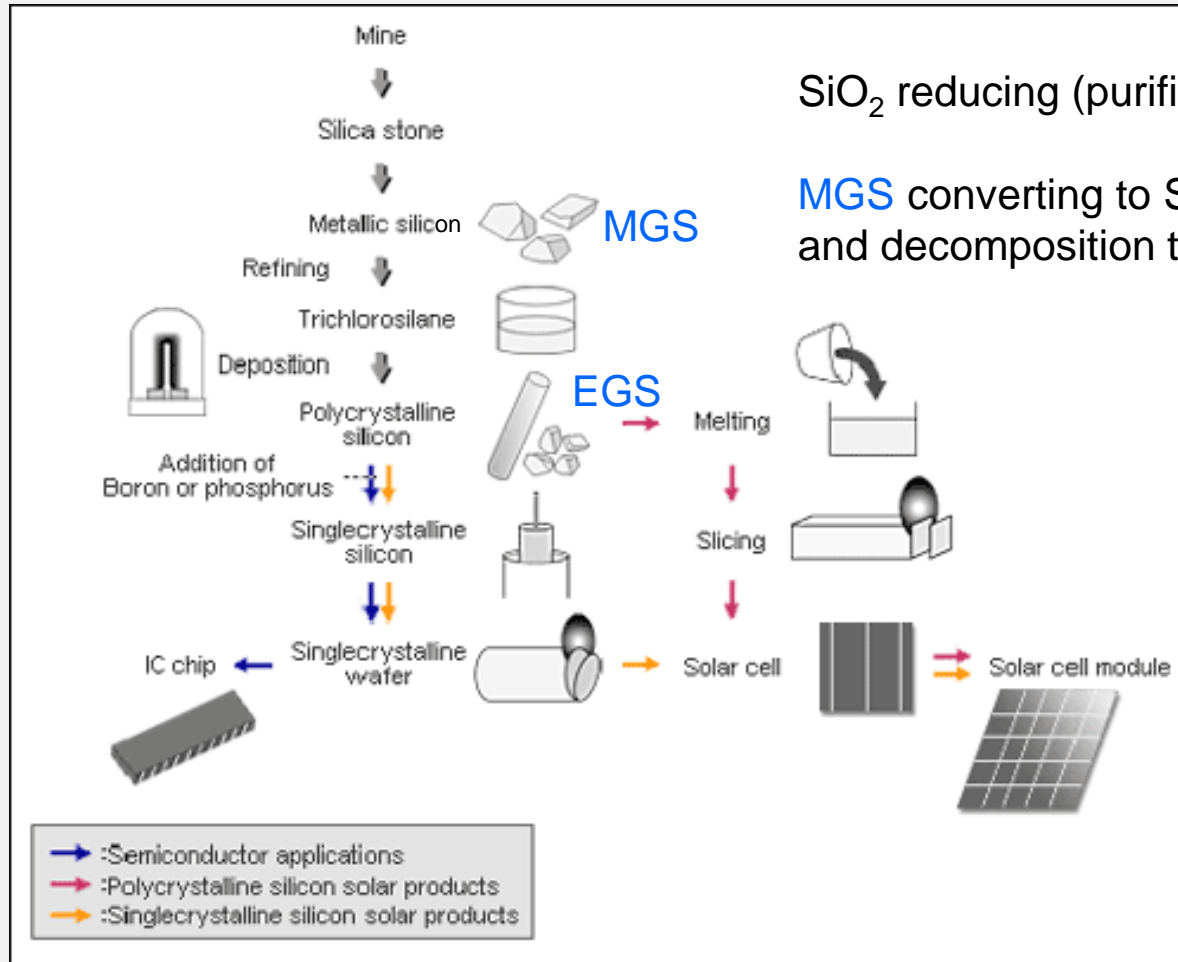 Mine
SiO2 reducing (purifi
Silica stone
Metallic silicon
MGS
MGS converting to S
and decomposition t
Refining
Trichlorosilane
Deposition
EGS
Polycrystalline
silicon
Melting
Addition of
Boron or phosphorus
Singlecrystalline
silicon
Slicing
IC chip
Singlecrystalline
wafer
Solar cell
Solar cell module
:Semiconductor applications
:Polycrystalline silicon solar products
:Singlecrystalline silicon solar products